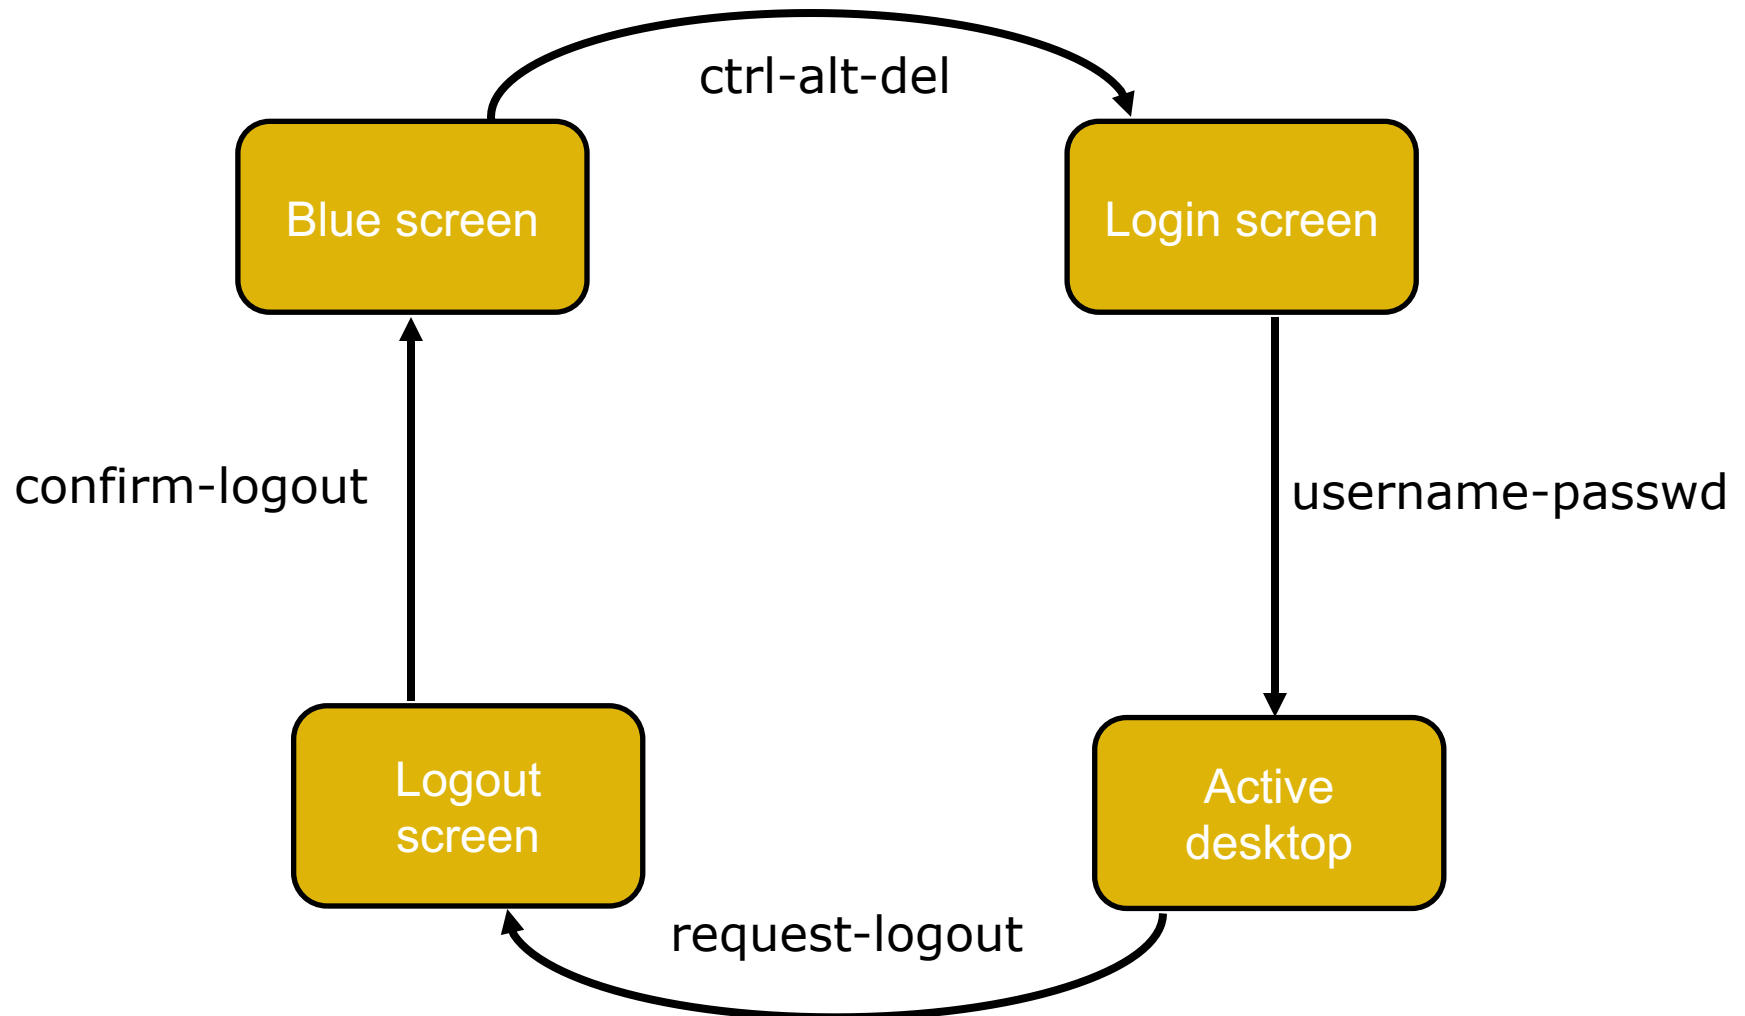 ctrl-alt-del
Blue screen
Login screen
confirm-logout
username-passwd
Logout
screen
Active
desktop
request-logout